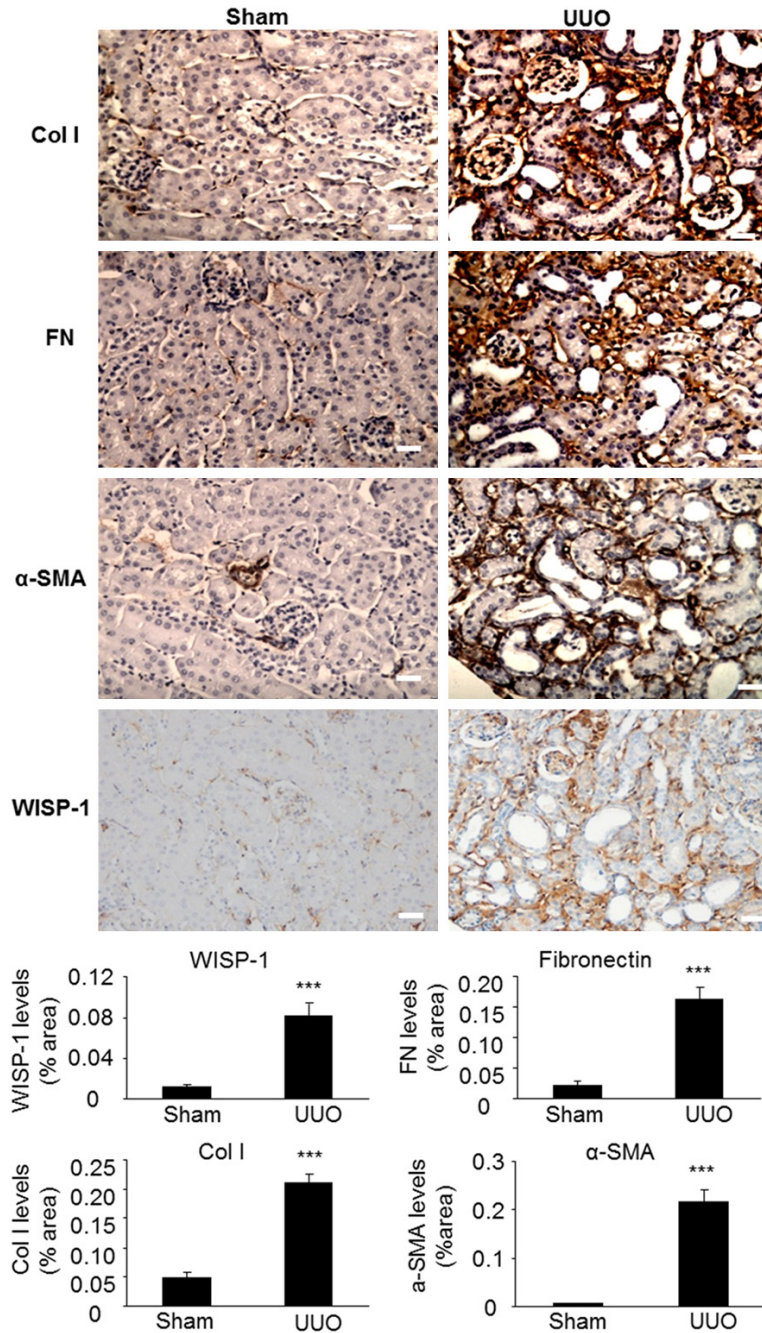 Sham UUO
Col I
FN
α-SMA
WISP-1
WISP-1
WISP-1 levels
(% area)
0.12
0.08
0.04
0
***
Sham UUO
Fibronectin
FN levels
(% area)
0.20
0.15
0.10
0.05
0
***
Sham UUO
Col I
Col I levels
(% area)
0.25
0.20
0.15
0.10
0.05
0
***
Sham UUO
α-SMA
a-SMA levels
(%area)
0.3
0.2
0.1
0
***
Sham UUO